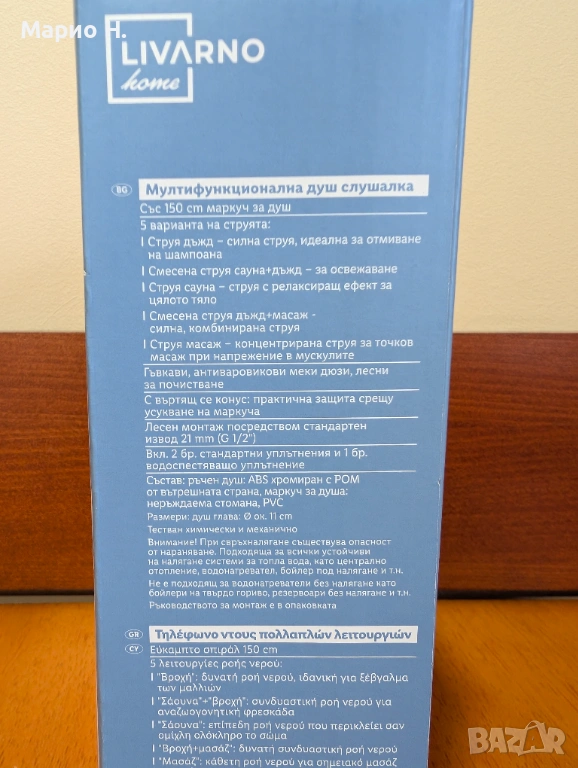 Марио Н.
LIVARNO
home
BG Мултифункционална душ слушалка
Със 150 cm маркуч за душ
5 варианта на струята:
I Струя дъжд – силна струя, идеална за отмиване
на шампоана
I Смесена струя сауна+дъжд – за освежаване
I Струя сауна – струя с релаксиращ ефект за
цялото тяло
I Смесена струя дъжд+масаж -
силна, комбинирана струя
I Струя масаж – концентрирана струя за точков
масаж при напрежение в мускулите
Гъвкави, антиваровикови меки дюзи, лесни
за почистване
С въртящ се конус: практична защита срещу
усукване на маркуча
Лесен монтаж посредством стандартен
извод 21 mm (G 1/2")
Вкл. 2 бр. стандартни уплътнения и 1 бр.
водоспестяващо уплътнение
Състав: ръчен душ: ABS хромиран с POM
от вътрешната страна, маркуч за душа:
неръждаема стомана, PVC
Размери: душ глава: Ø ок. 11 cm
Тестван химически и механично
Внимание! При свръхналягане съществува опасност
от нараняване. Подходяща за всички устойчиви
на налягане системи за топла вода, като централно
отопление, водонагревател, бойлер под налягане и т.н.
Не е подходящ за водонагреватели без налягане като
бойлери на твърдо гориво, резервоари без налягане и т.н.
Ръководството за монтаж е в опаковката
GR Τηλέφωνο ντους πολλαπλών λειτουργιών
CY Εύκαμπτο σπιράλ 150 cm
5 λειτουργίες ροής νερού:
I "Βροχή": δυνατή ροή νερού, ιδανική για ξέβγαλμα
των μαλλιών
I "Σάουνα"+"βροχή": συνδυαστική ροή νερού για
αναζωογονητική φρεσκάδα
I "Σάουνα": επίπεδη ροή νερού που περικλείει σαν
ομίχλη ολόκληρο το σώμα
I "Βροχή+μασάζ": δυνατή συνδυαστική ροή νερού
I "Μασάζ": κάθετη ροή νερού για σημειακό μασάζ
BAZAR
bg